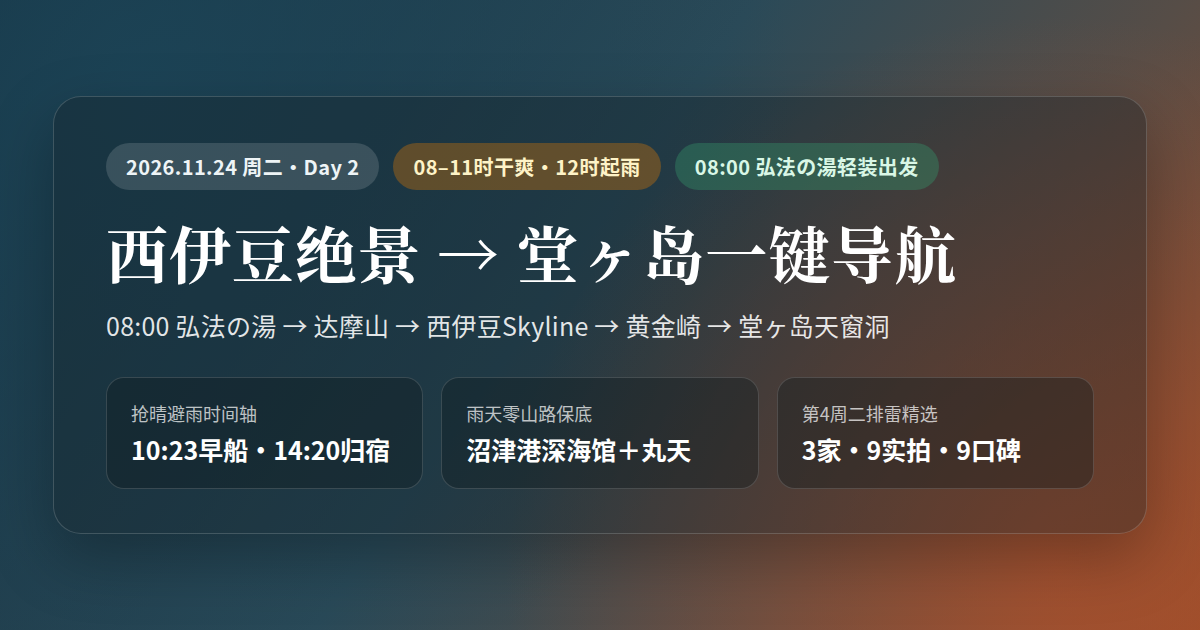 2026.11.24 周二・Day 2
08–11时干爽・12时起雨
08:00 弘法の湯轻装出发
西伊豆绝景 → 堂ヶ岛一键导航
08:00 弘法の湯 → 达摩山 → 西伊豆Skyline → 黄金崎 → 堂ヶ岛天窗洞
抢晴避雨时间轴
10:23早船・14:20归宿
雨天零山路保底
沼津港深海馆＋丸天
第4周二排雷精选
3家・9实拍・9口碑